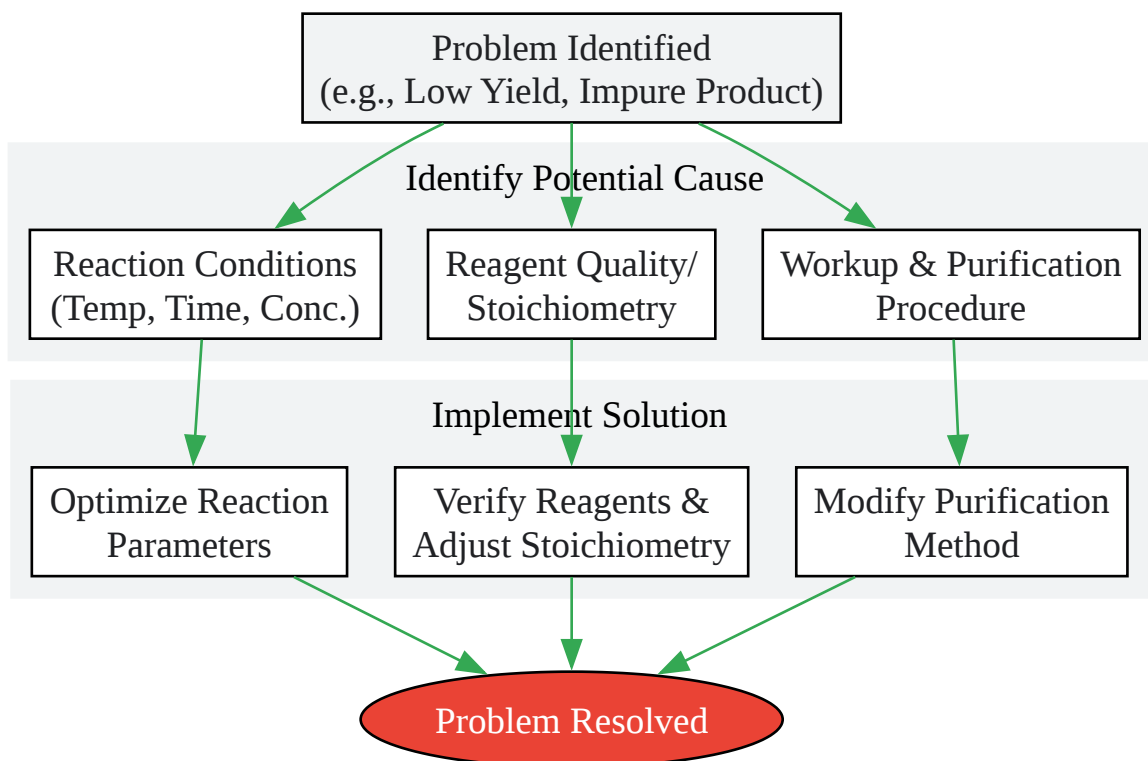 Problem Identified
(e.g., Low Yield, Impure Product)
Identify Potential Cause
Reaction Conditions
(Temp, Time, Conc.)
Reagent Quality/
Stoichiometry
Workup & Purification
Procedure
Implement Solution
Optimize Reaction
Parameters
Verify Reagents &
Adjust Stoichiometry
Modify Purification
Method
Problem Resolved